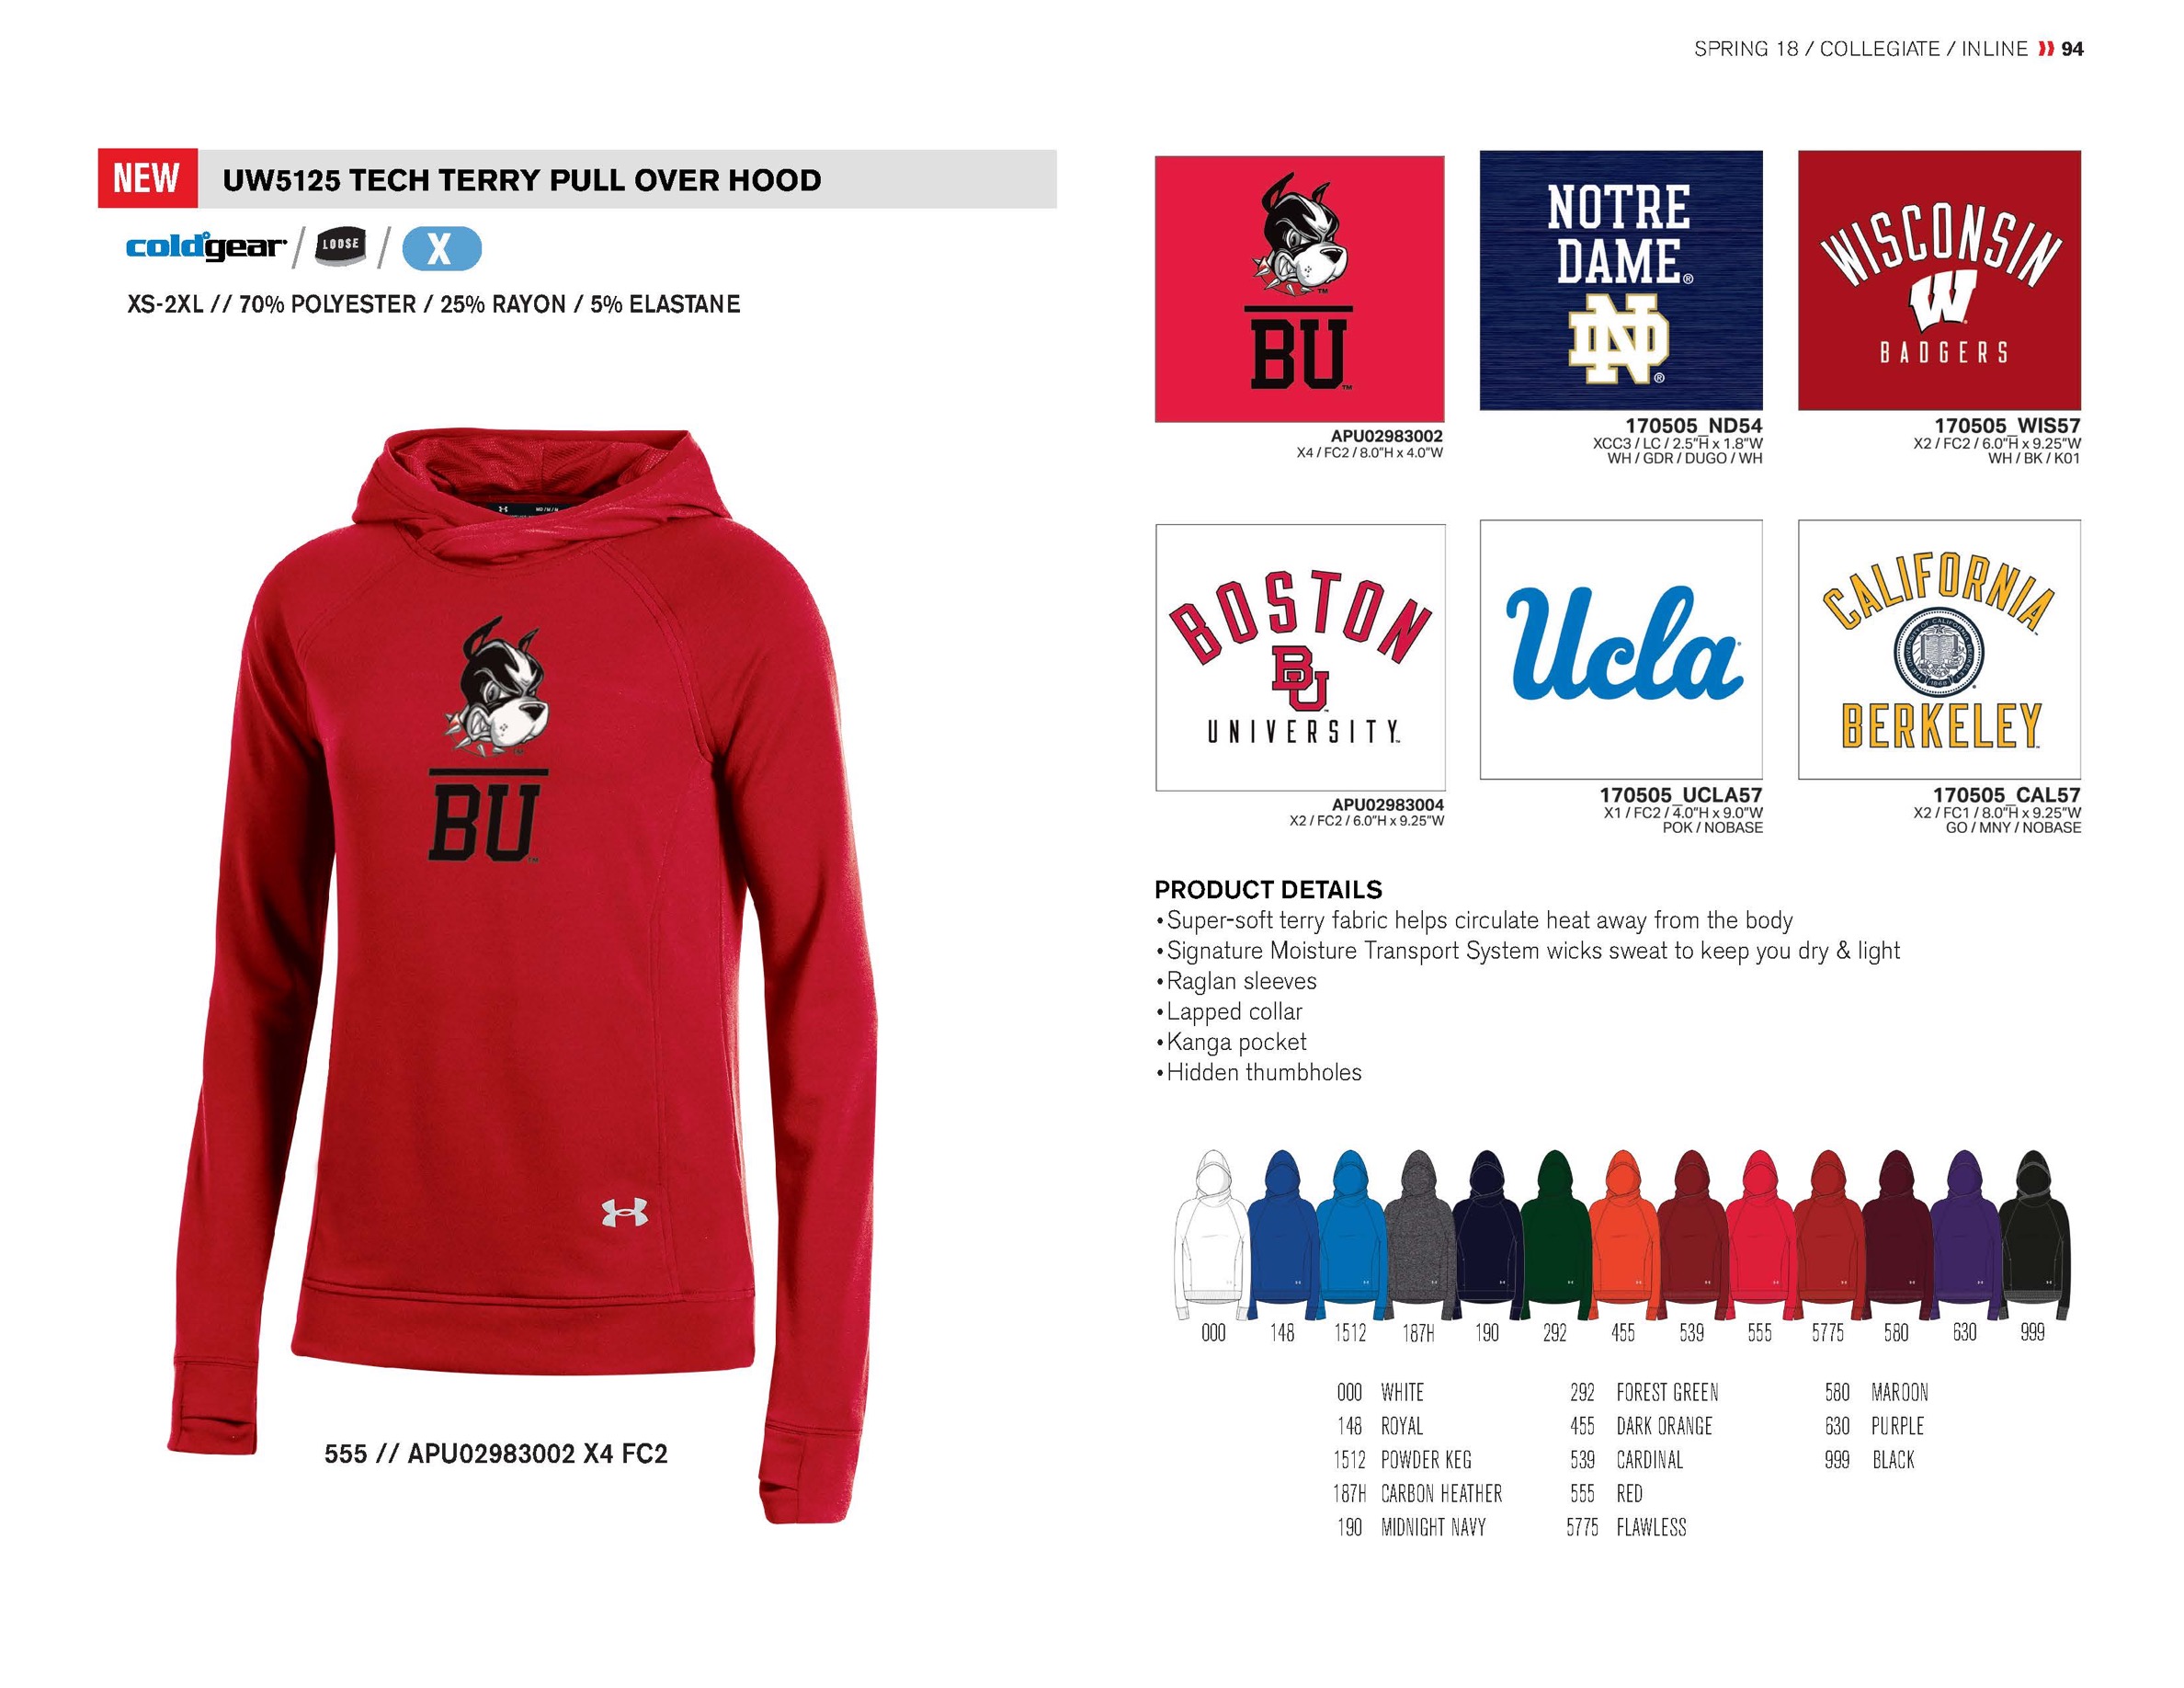 SPRING 18 / COLLEGIATE / INLINE 94
NEW UW5125 TECH TERRY PULL OVER HOOD
coldgear / LOOSE / X
XS-2XL // 70% POLYESTER / 25% RAYON / 5% ELASTANE
BU™
555 // APU02983002 X4 FC2
BU™
APU02983002
X4 / FC2 / 8.0"H x 4.0"W
NOTRE
DAME®
ND®
170505_ND54
XCC3 / LC / 2.5"H x 1.8"W
WH / GDR / DUGO / WH
WISCONSIN
W
BADGERS
170505_WIS57
X2 / FC2 / 6.0"H x 9.25"W
WH / BK / K01
BOSTON
BU
UNIVERSITY™
APU02983004
X2 / FC2 / 6.0"H x 9.25"W
Ucla
170505_UCLA57
X1 / FC2 / 4.0"H x 9.0"W
POK / NOBASE
CALIFORNIA
BERKELEY
170505_CAL57
X2 / FC1 / 8.0"H x 9.25"W
GO / MNY / NOBASE
PRODUCT DETAILS
•Super-soft terry fabric helps circulate heat away from the body
•Signature Moisture Transport System wicks sweat to keep you dry & light
•Raglan sleeves
•Lapped collar
•Kanga pocket
•Hidden thumbholes
000 148 1512 187H 190 292 455 539 555 5775 580 630 999
000 WHITE
148 ROYAL
1512 POWDER KEG
187H CARBON HEATHER
190 MIDNIGHT NAVY
292 FOREST GREEN
455 DARK ORANGE
539 CARDINAL
555 RED
5775 FLAWLESS
580 MAROON
630 PURPLE
999 BLACK